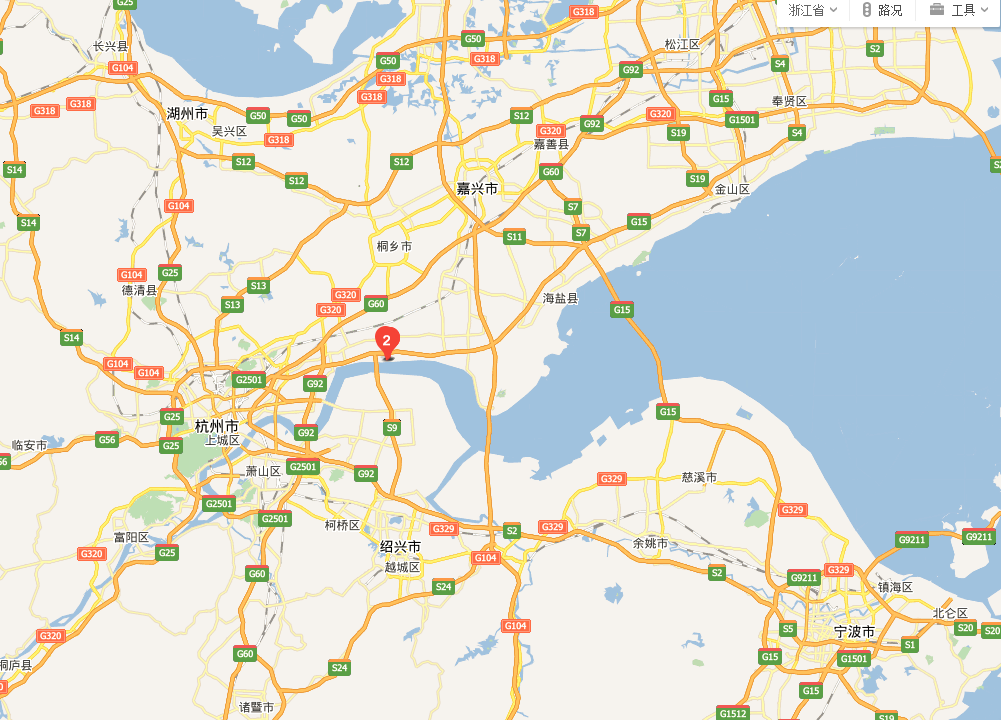 浙江省 路况 工具
G25
G318
长兴县
G50
松江区
S2
G50
G318
G104
G318
G92
S4
G318
G15
奉贤区
G318
G318
湖州市
G50
G50
S12
G320
G1501
吴兴区
G92
G318
G320
S19
S4
嘉善县
S12
S12
S14
G60
S12
S19
嘉兴市
金山区
G104
S7
S14
G15
S7
S11
桐乡市
G104
G25
德清县
S13
G320
海盐县
S13
G320
G60
G15
S14
2
G104
G104
G2501
G92
G25
G15
杭州市
S9
G92
上城区
G56
临安市
G25
萧山区
G2501
G92
慈溪市
G329
G2501
G329
G2501
柯桥区
G329
G329
S2
富阳区
G9211
G9211
绍兴市
余姚市
G320
G25
G104
越城区
G60
S2
G329
G9211
镇海区
S24
北仑区
G104
S5
宁波市
S20
S20
G320
S1
G60
G15
G1501
桐庐县
S24
G15
诸暨市
G1512
S19